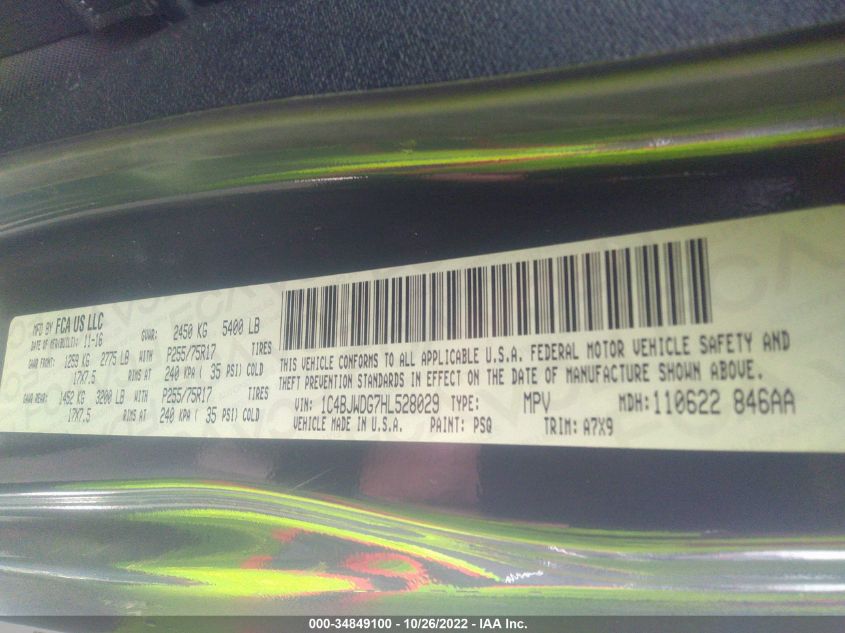 MFD BY FCA US LLC GVWR: 2450 KG 5400 LB
DATE OF MFR(BUILD): 11-16
GAWR FRONT: 1259 KG 2775 LB WITH P255/75R17 TIRES
17X7.5 RIMS AT 240 KPA ( 35 PSI) COLD
GAWR REAR: 1452 KG 3200 LB WITH P255/75R17 TIRES
17X7.5 RIMS AT 240 KPA ( 35 PSI) COLD
THIS VEHICLE CONFORMS TO ALL APPLICABLE U.S.A. FEDERAL MOTOR VEHICLE SAFETY AND
THEFT PREVENTION STANDARDS IN EFFECT ON THE DATE OF MANUFACTURE SHOWN ABOVE.
VIN: 1C4BJWDG7HL528029 TYPE: MPV MDH:110622 846AA
VEHICLE MADE IN U.S.A. PAINT: PSQ TRIM: A7X9
000-34849100 - 10/26/2022 - IAA Inc.